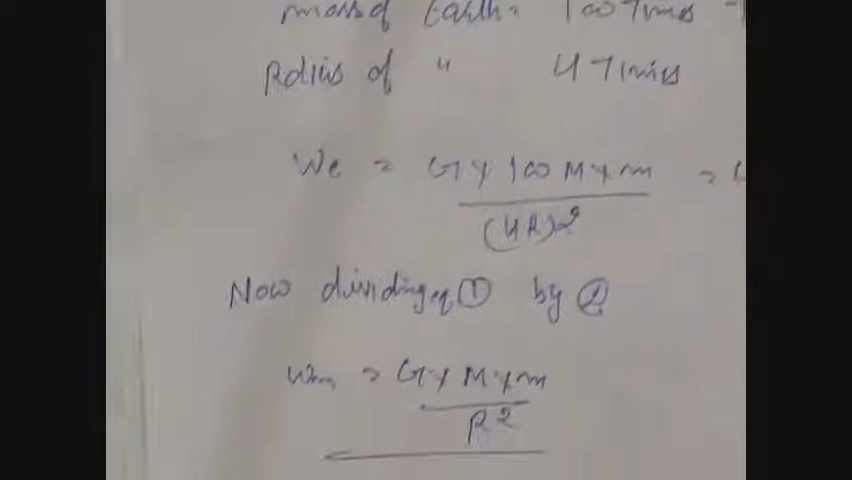 mass of Earth = 100 Times
Radius of " 4 Times
We = G × 100 M × m =
(4R)2
Now dividing eq ① by ②
Wm = G × M × m
R2